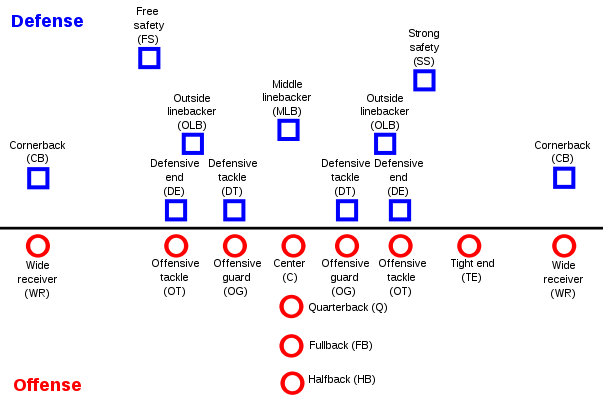 Defense
Free
safety
(FS)
Strong
safety
(SS)
Outside
linebacker
(OLB)
Middle
linebacker
(MLB)
Outside
linebacker
(OLB)
Cornerback
(CB)
Defensive
end
(DE)
Defensive
tackle
(DT)
Defensive
tackle
(DT)
Defensive
end
(DE)
Cornerback
(CB)
Wide
receiver
(WR)
Offensive
tackle
(OT)
Offensive
guard
(OG)
Center
(C)
Offensive
guard
(OG)
Offensive
tackle
(OT)
Tight end
(TE)
Wide
receiver
(WR)
Quarterback (Q)
Fullback (FB)
Halfback (HB)
Offense